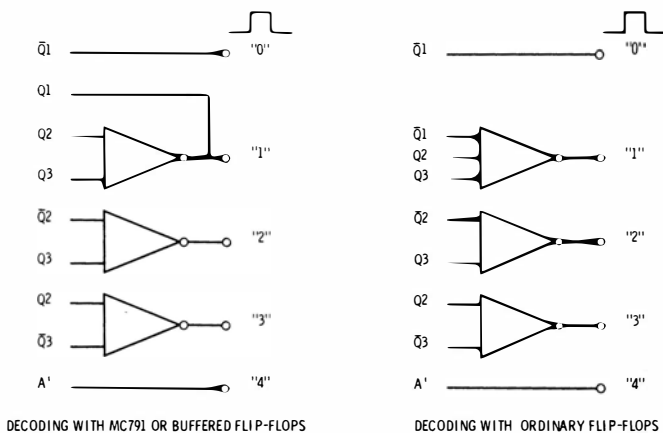 Q̅1 "0"
Q1
Q2
"1"
Q3
Q̅2
"2"
Q3
Q2
"3"
Q̅3
A' "4"
DECODING WITH MC791 OR BUFFERED FLIP-FLOPS
Q̅1 "0"
Q̅1
Q2 "1"
Q3
Q̅2
"2"
Q3
Q2
"3"
Q̅3
A' "4"
DECODING WITH ORDINARY FLIP-FLOPS